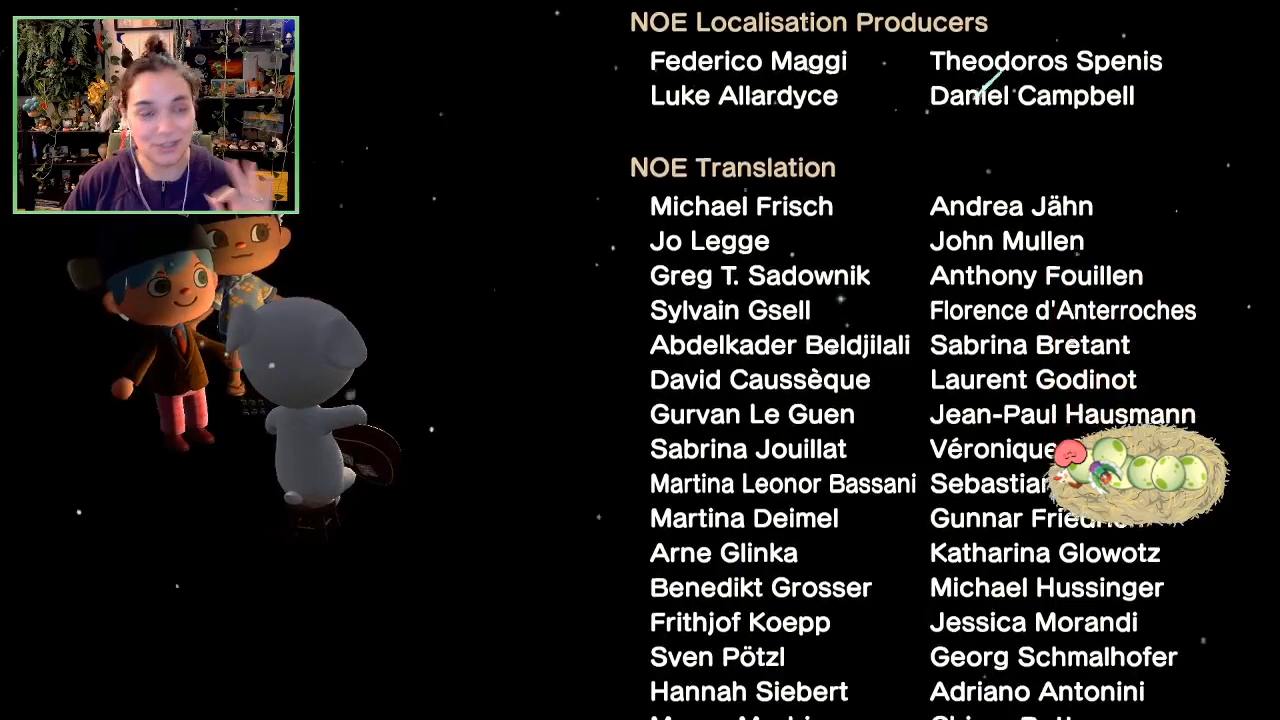 NOE Localisation Producers
Federico Maggi Theodoros Spenis
Luke Allardyce Daniel Campbell
NOE Translation
Michael Frisch Andrea Jähn
Jo Legge John Mullen
Greg T. Sadownik Anthony Fouillen
Sylvain Gsell Florence d'Anterroches
Abdelkader Beldjilali Sabrina Bretant
David Caussèque Laurent Godinot
Gurvan Le Guen Jean-Paul Hausmann
Sabrina Jouillat Véronique
Martina Leonor Bassani
Martina Deimel Gunnar
Arne Glinka Katharina Glowotz
Benedikt Grosser Michael Hussinger
Frithjof Koepp Jessica Morandi
Sven Pötzl Georg Schmalhofer
Hannah Siebert Adriano Antonini